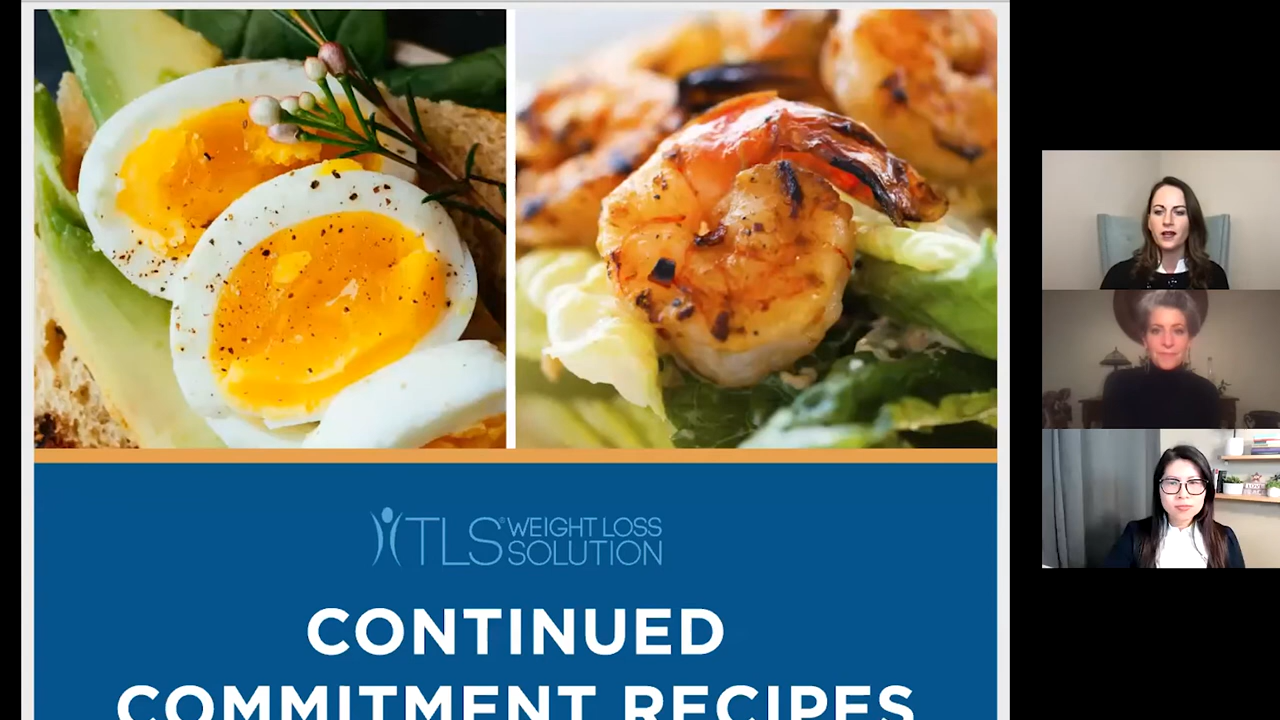 TLS® WEIGHT LOSS
SOLUTION
CONTINUED
COMMITMENT RECIPES